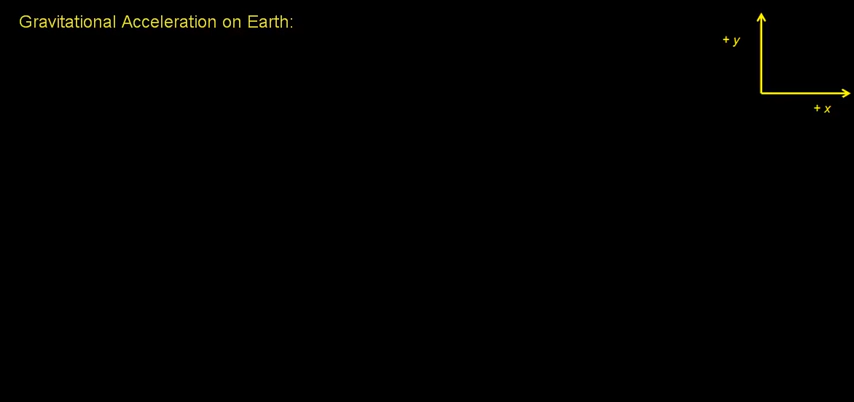 Gravitational Acceleration on Earth:
+ y
+ x